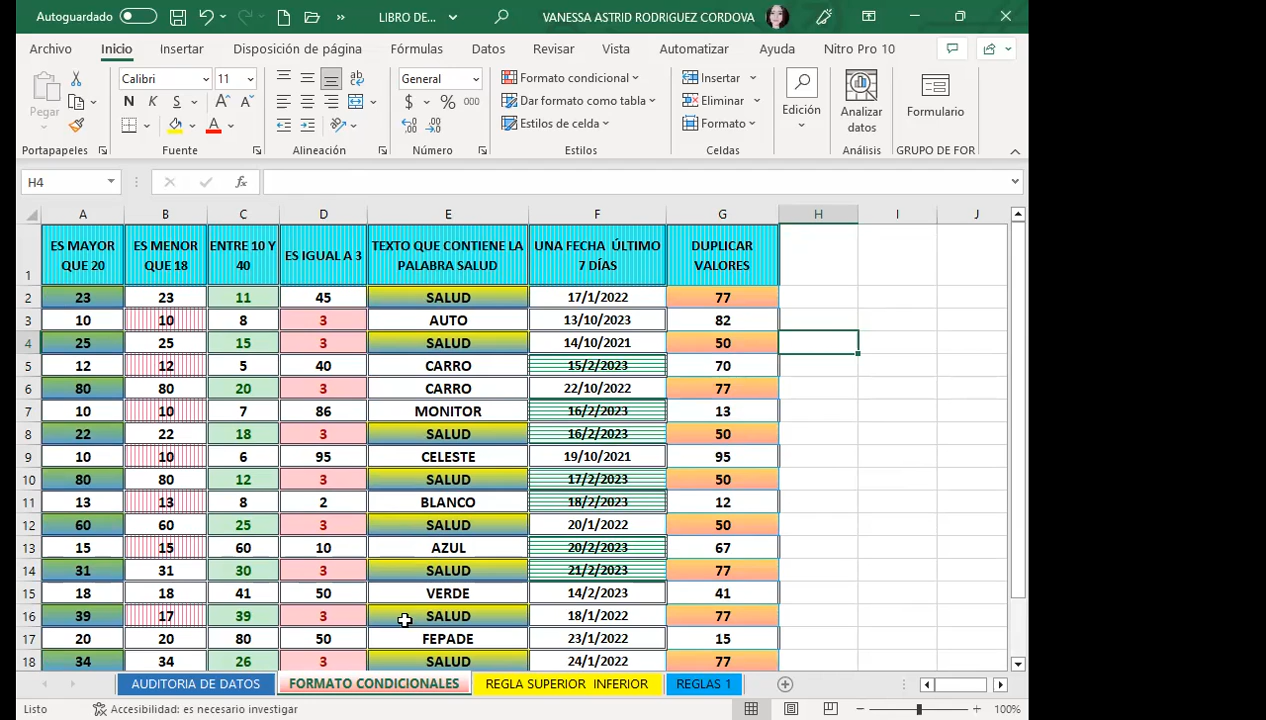 Autoguardado
LIBRO DE...
VANESSA ASTRID RODRIGUEZ CORDOVA
Archivo Inicio Insertar Disposición de página Fórmulas Datos Revisar Vista Automatizar Ayuda Nitro Pro 10
Pegar
Calibri 11
N K S A A
A
General
$ % 000
Formato condicional
Dar formato como tabla
Estilos de celda
Insertar
Eliminar
Formato
Edición
Analizar datos
Formulario
Portapapeles Fuente Alineación Número Estilos Celdas Análisis GRUPO DE FOR
H4 fx
A B C D E F G H I J
ES MAYOR ES MENOR ENTRE 10 Y ES IGUAL A 3 TEXTO QUE CONTIENE LA UNA FECHA ÚLTIMO DUPLICAR
1 QUE 20 QUE 18 40 PALABRA SALUD 7 DÍAS VALORES
2 23 23 11 45 SALUD 17/1/2022 77
3 10 10 8 3 AUTO 13/10/2023 82
4 25 25 15 3 SALUD 14/10/2021 50
5 12 12 5 40 CARRO 15/2/2023 70
6 80 80 20 3 CARRO 22/10/2022 77
7 10 10 7 86 MONITOR 16/2/2023 13
8 22 22 18 3 SALUD 16/2/2023 50
9 10 10 6 95 CELESTE 19/10/2021 95
10 80 80 12 3 SALUD 17/2/2023 50
11 13 13 8 2 BLANCO 18/2/2023 12
12 60 60 25 3 SALUD 20/1/2022 50
13 15 15 60 10 AZUL 20/2/2023 67
14 31 31 30 3 SALUD 21/2/2023 77
15 18 18 41 50 VERDE 14/2/2023 41
16 39 17 39 3 SALUD 18/1/2022 77
17 20 20 80 50 FEPADE 23/1/2022 15
18 34 34 26 3 SALUD 24/1/2022 77
AUDITORIA DE DATOS FORMATO CONDICIONALES REGLA SUPERIOR INFERIOR REGLAS 1
Listo Accesibilidad: es necesario investigar 100%